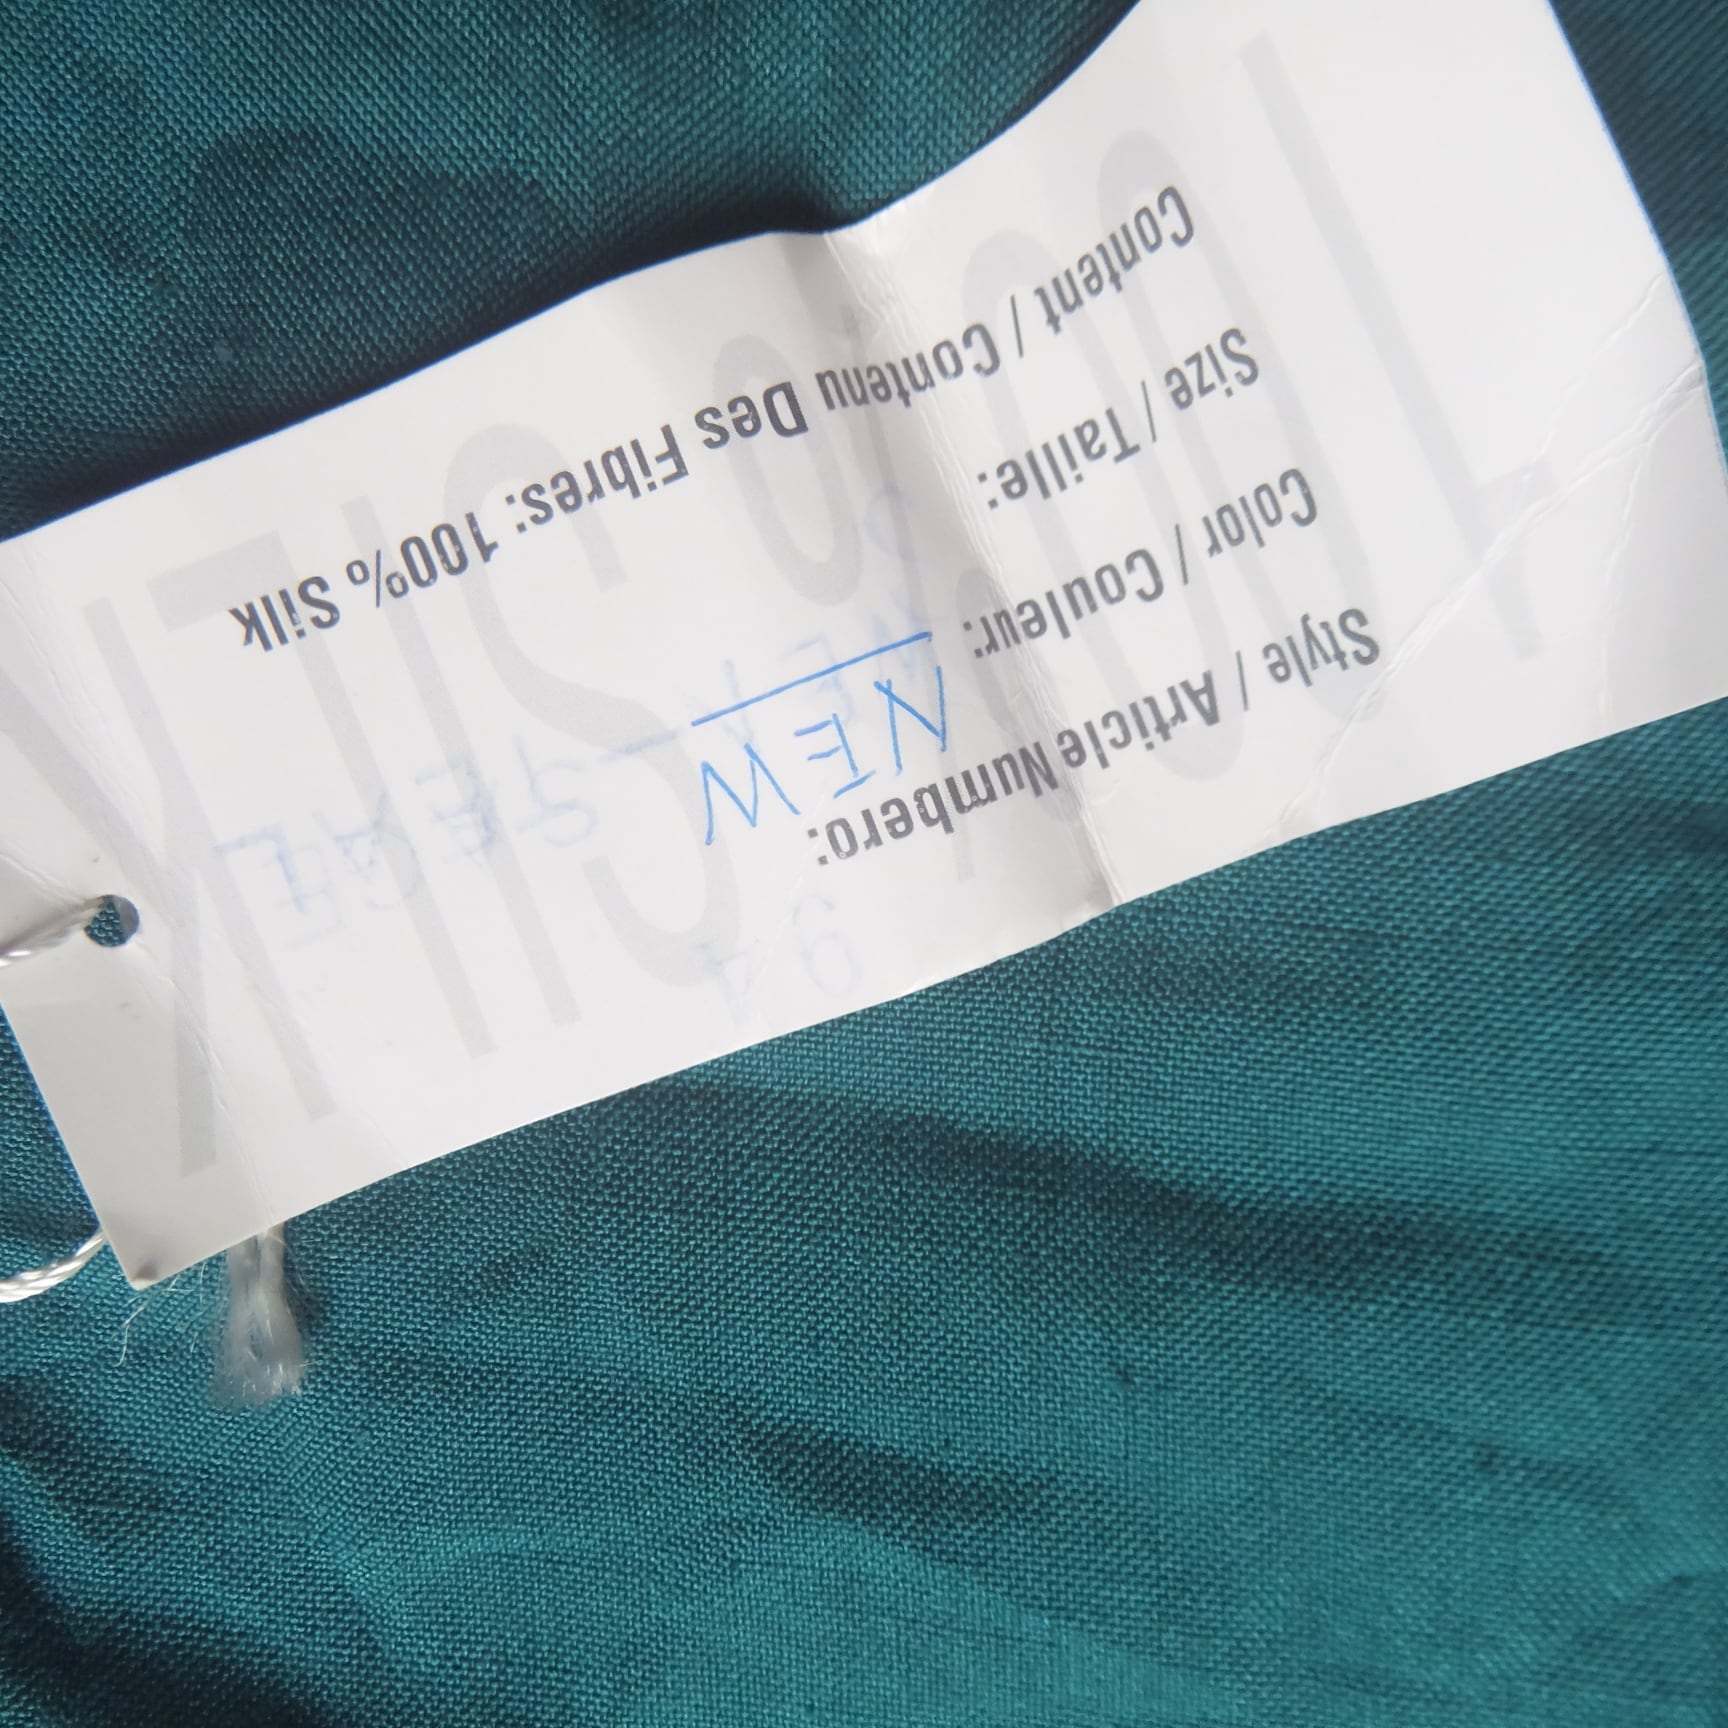 Style / Article Numbero:
Color / Couleur:
NEW
Size / Taille:
Content / Contenu Des Fibres: 100% Silk
100% SILK